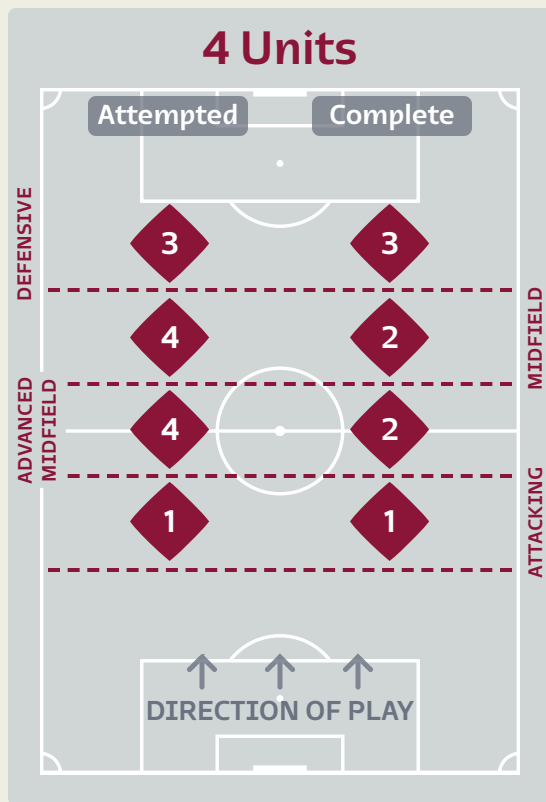 4 Units
Attempted Complete
DEFENSIVE
3 3
MIDFIELD
4 2
ADVANCED
MIDFIELD
4 2
ATTACKING
1 1
DIRECTION OF PLAY